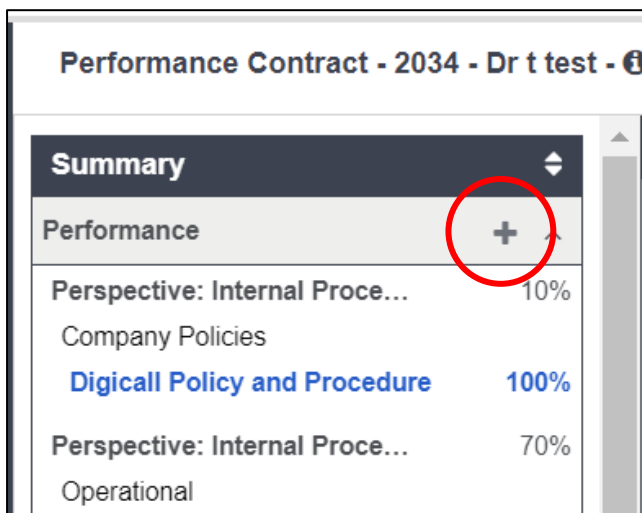 Performance Contract - 2034 - Dr t test -
Summary
Performance
Perspective: Internal Proce... 10%
Company Policies
Digicall Policy and Procedure 100%
Perspective: Internal Proce... 70%
Operational